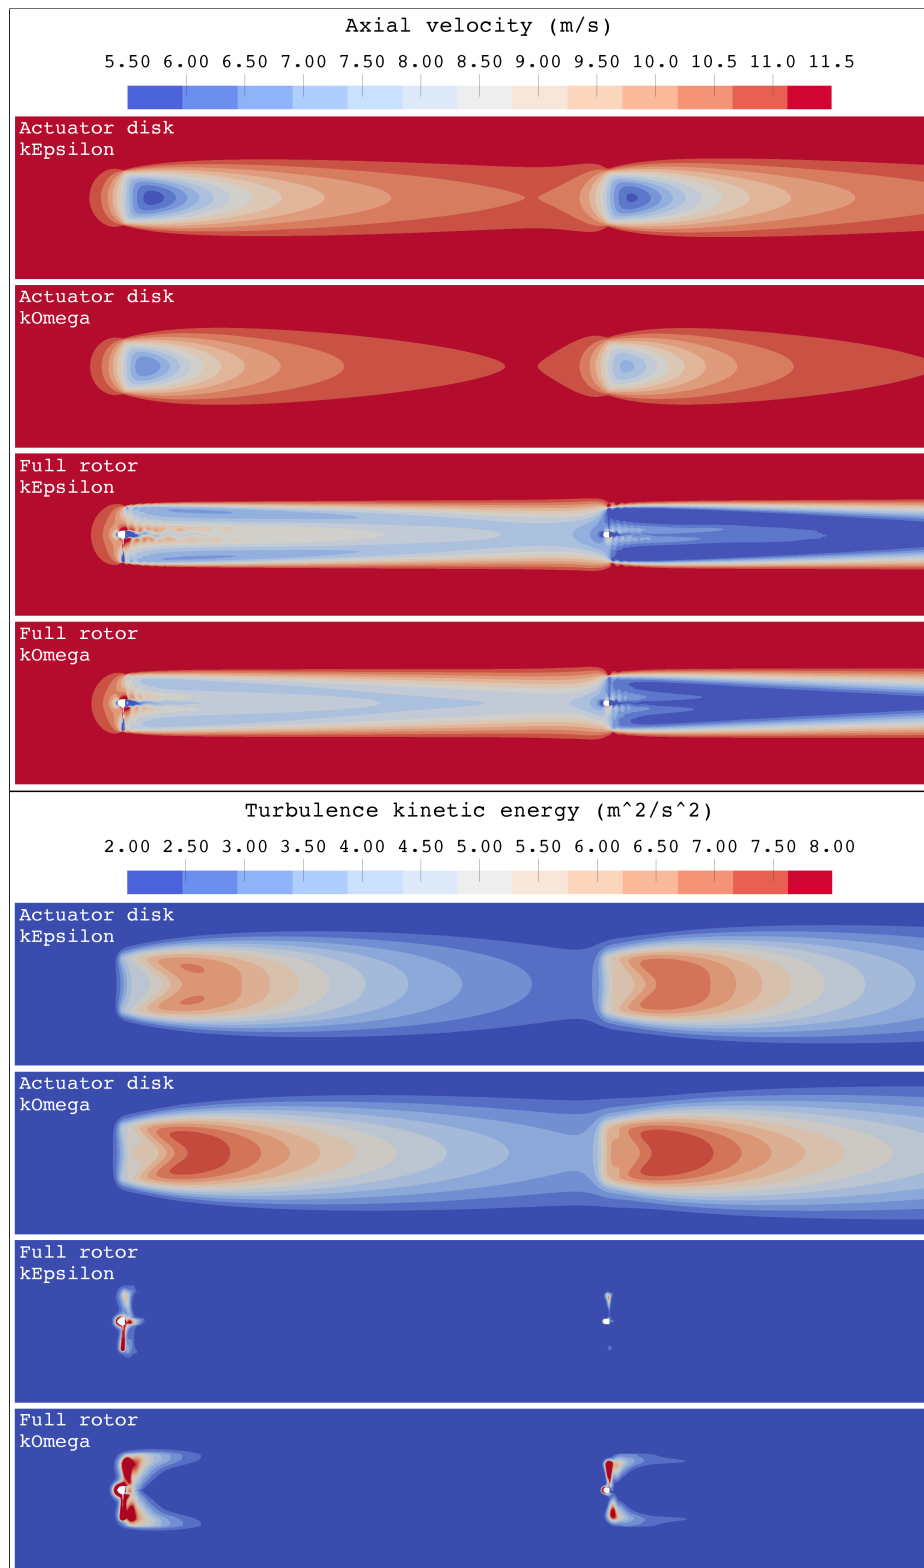 Axial velocity (m/s)
5.50 6.00 7.00 7.50 8.00 8.50 9.00 9.50 10.0 10.5 11.0 11.5
Actuator disk
kEpsilon
Actuator disk
kOmega
Full rotor
kEpsilon
Full rotor
kOmega
Turbulence kinetic energy (m^2/s^2)
2.00 2.50 3.00 3.50 4.00 4.50 5.00 5.50 6.00 6.50 7.00 7.50 8.00
Actuator disk
kEpsilon
Actuator disk
kOmega
Full rotor
kEpsilon
Full rotor
kOmega